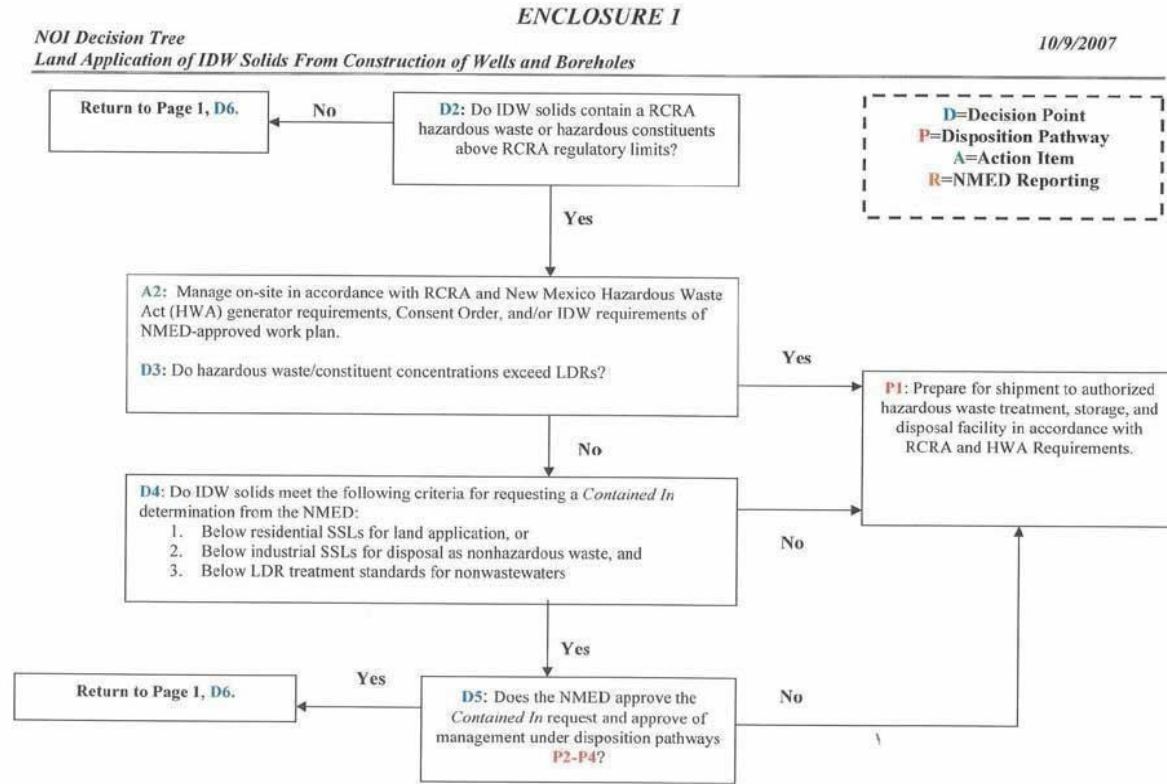 ENCLOSURE 1
NOI Decision Tree
10/9/2007
Land Application of IDW Solids From Construction of Wells and Boreholes
Return to Page 1, D6.
No
D2: Do IDW solids contain a RCRA
hazardous waste or hazardous constituents
above RCRA regulatory limits?
D=Decision Point
P=Disposition Pathway
A=Action Item
R=NMED Reporting
Yes
A2: Manage on-site in accordance with RCRA and New Mexico Hazardous Waste
Act (HWA) generator requirements, Consent Order, and/or IDW requirements of
NMED-approved work plan.
D3: Do hazardous waste/constituent concentrations exceed LDRs?
Yes
P1: Prepare for shipment to authorized
hazardous waste treatment, storage, and
disposal facility in accordance with
RCRA and HWA Requirements.
No
D4: Do IDW solids meet the following criteria for requesting a Contained In
determination from the NMED:
1. Below residential SSLs for land application, or
2. Below industrial SSLs for disposal as nonhazardous waste, and
3. Below LDR treatment standards for nonwastewaters
No
Yes
Return to Page 1, D6.
Yes
D5: Does the NMED approve the
Contained In request and approve of
management under disposition pathways
P2-P4?
No